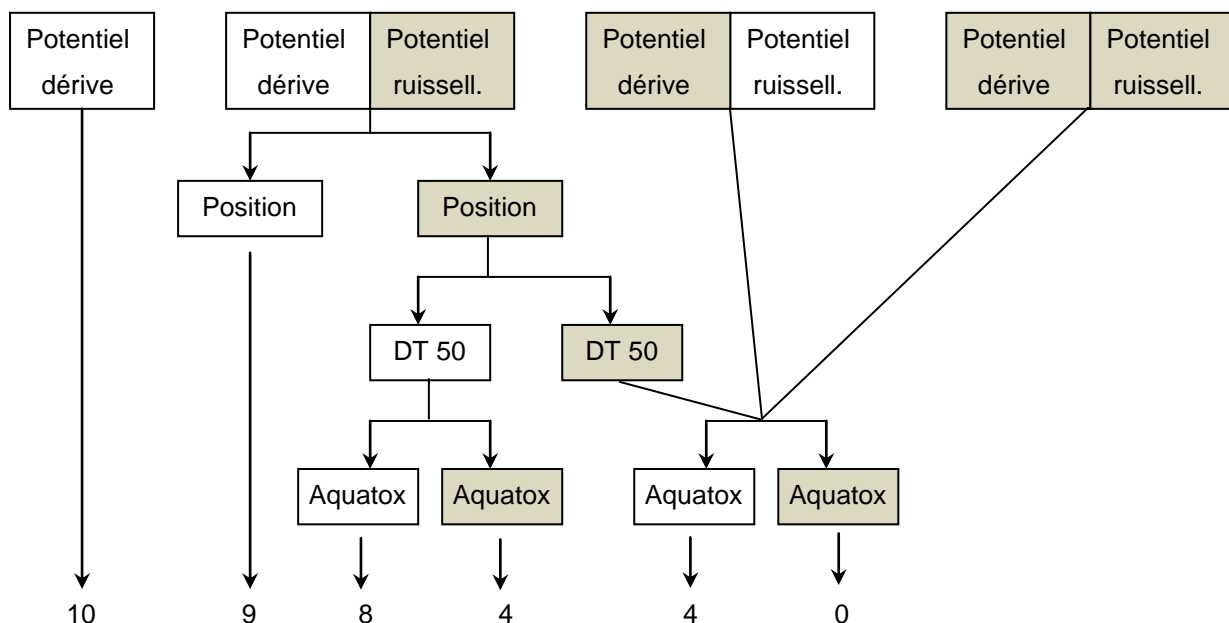 Potentiel dérive
Potentiel dérive
Potentiel ruissell.
Potentiel dérive
Potentiel ruissell.
Potentiel dérive
Potentiel ruissell.
Position
Position
DT 50
DT 50
Aquatox
Aquatox
Aquatox
Aquatox
10
9
8
4
4
0